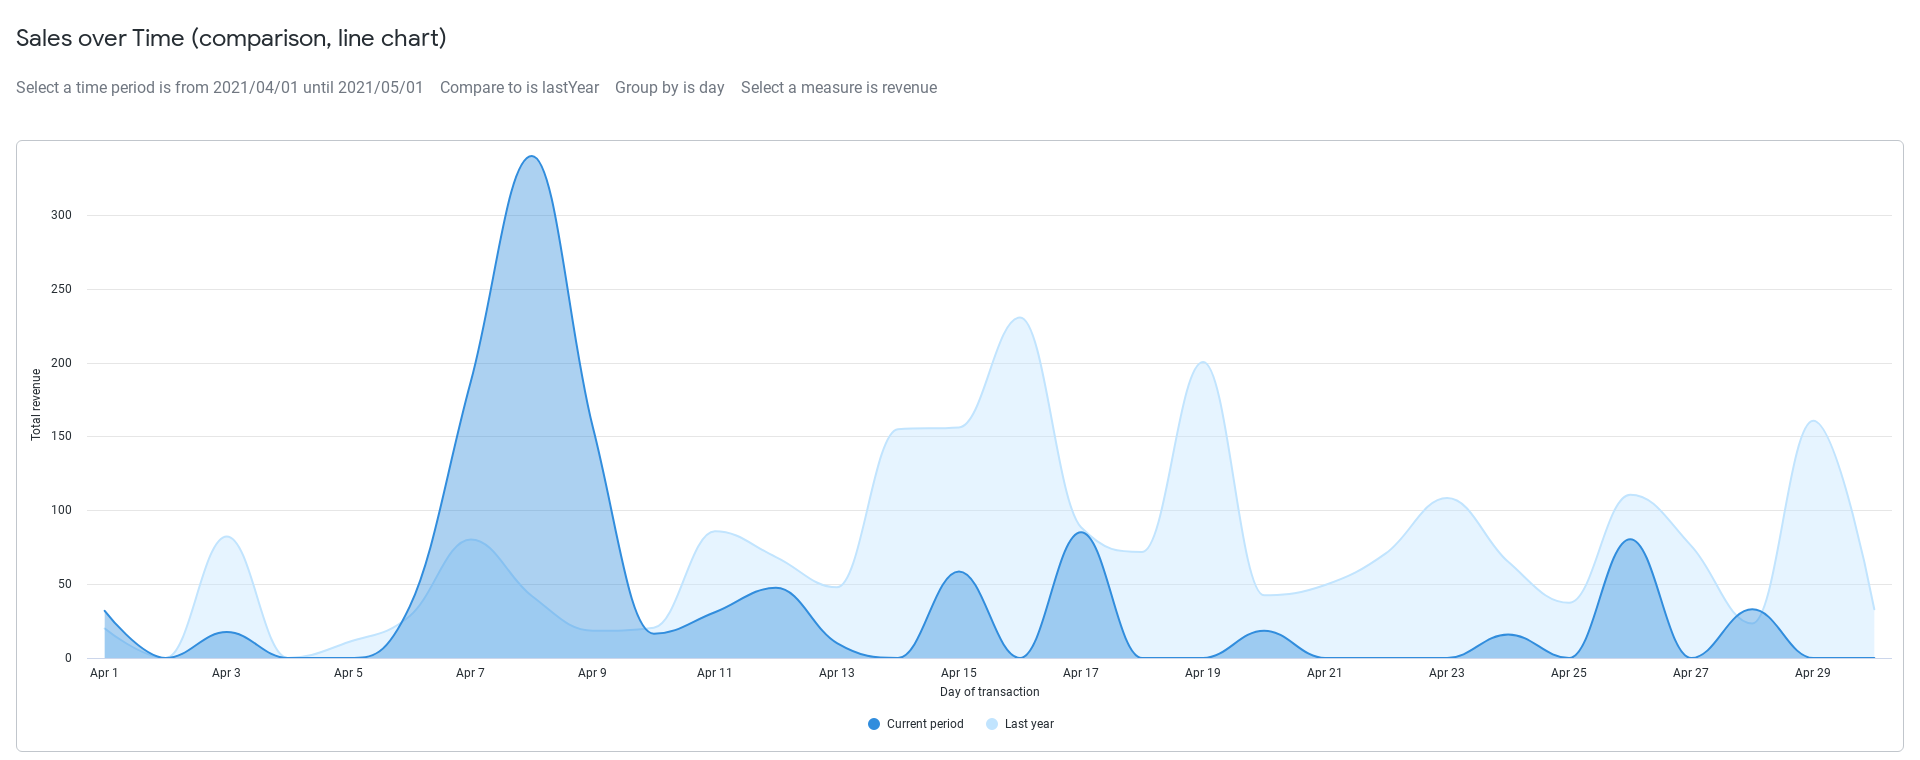 Sales over Time (comparison, line chart)
Select a time period is from 2021/04/01 until 2021/05/01 Compare to is lastYear Group by is day Select a measure is revenue
300
250
200
150
100
50
0
Total revenue
Apr 1 Apr 3 Apr 5 Apr 7 Apr 9 Apr 11 Apr 13 Apr 15 Apr 17 Apr 19 Apr 21 Apr 23 Apr 25 Apr 27 Apr 29
Day of transaction
Current period Last year